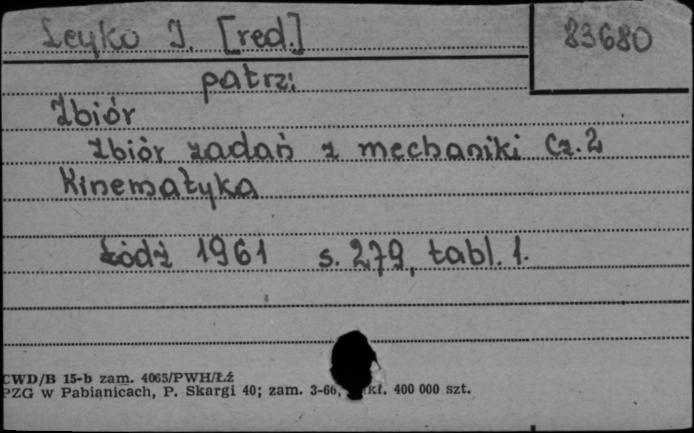 Leyko J. [red.]
83680
patrz:
Zbiór
Zbiór zadań z mechaniki Cz. 2
Kinematyka
Łódź 1961 s. 279, tabl. 1.
CWD/B 15-b zam. 4065/PWH/Łź
PZG w Pabianicach, P. Skargi 40; zam. 3-66, nakł. 400 000 szt.